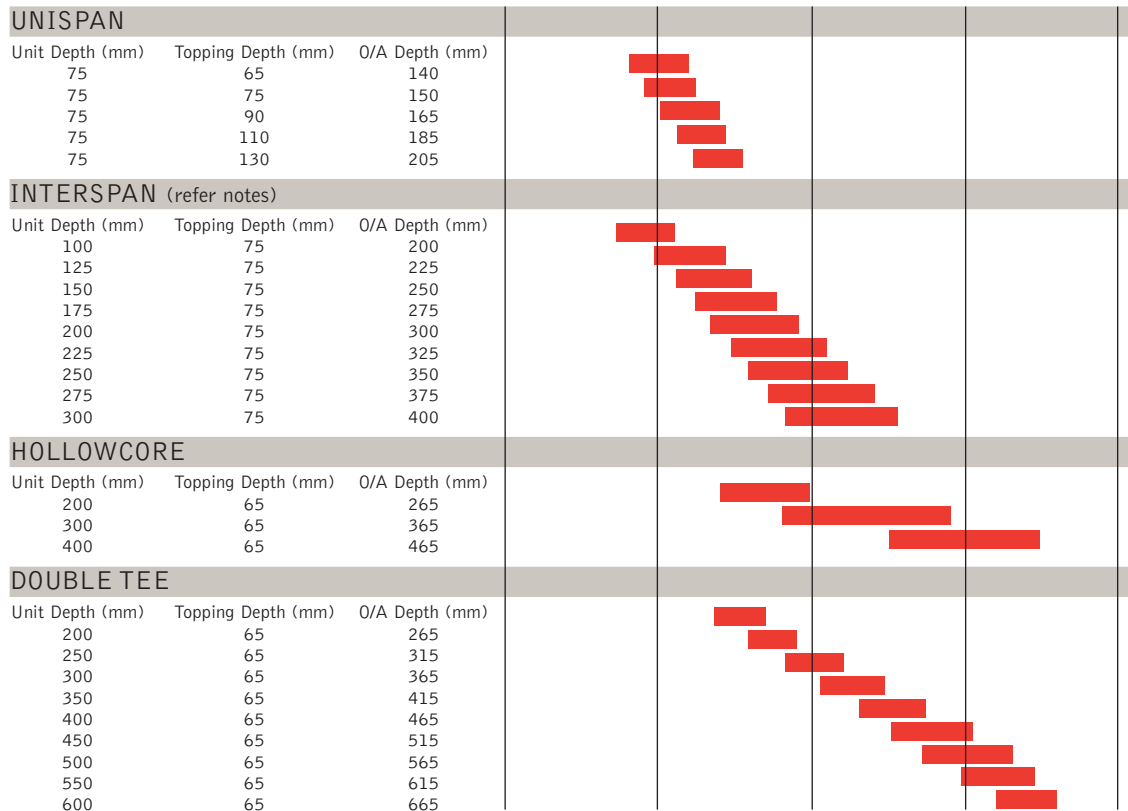 UNISPAN
Unit Depth (mm) Topping Depth (mm) O/A Depth (mm)
75 65 140
75 75 150
75 90 165
75 110 185
75 130 205
INTERSPAN (refer notes)
Unit Depth (mm) Topping Depth (mm) O/A Depth (mm)
100 75 200
125 75 225
150 75 250
175 75 275
200 75 300
225 75 325
250 75 350
275 75 375
300 75 400
HOLLOWCORE
Unit Depth (mm) Topping Depth (mm) O/A Depth (mm)
200 65 265
300 65 365
400 65 465
DOUBLE TEE
Unit Depth (mm) Topping Depth (mm) O/A Depth (mm)
200 65 265
250 65 315
300 65 365
350 65 415
400 65 465
450 65 515
500 65 565
550 65 615
600 65 665